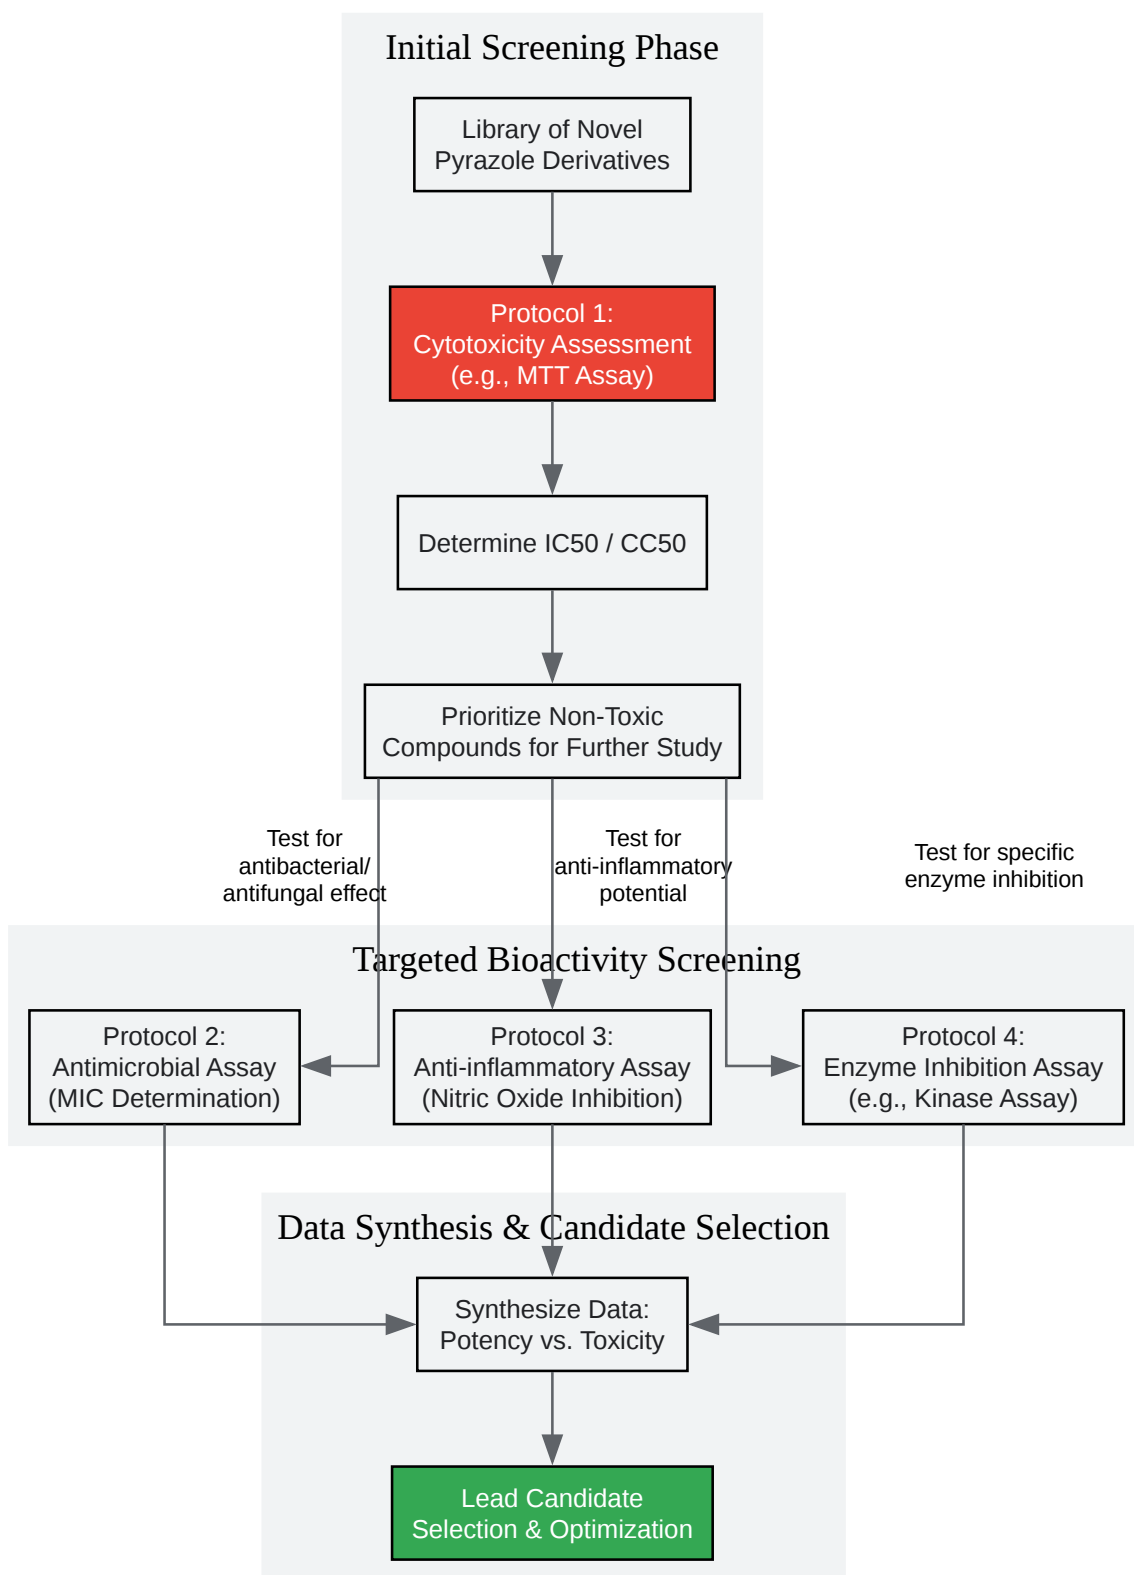 Initial Screening Phase
Library of Novel
Pyrazole Derivatives
Protocol 1:
Cytotoxicity Assessment
(e.g., MTT Assay)
Determine IC50 / CC50
Prioritize Non-Toxic
Compounds for Further Study
Test for
antibacterial/
antifungal effect
Test for
anti-inflammatory
potential
Test for specific
enzyme inhibition
Targeted Bioactivity Screening
Protocol 2:
Antimicrobial Assay
(MIC Determination)
Protocol 3:
Anti-inflammatory Assay
(Nitric Oxide Inhibition)
Protocol 4:
Enzyme Inhibition Assay
(e.g., Kinase Assay)
Data Synthesis & Candidate Selection
Synthesize Data:
Potency vs. Toxicity
Lead Candidate
Selection & Optimization